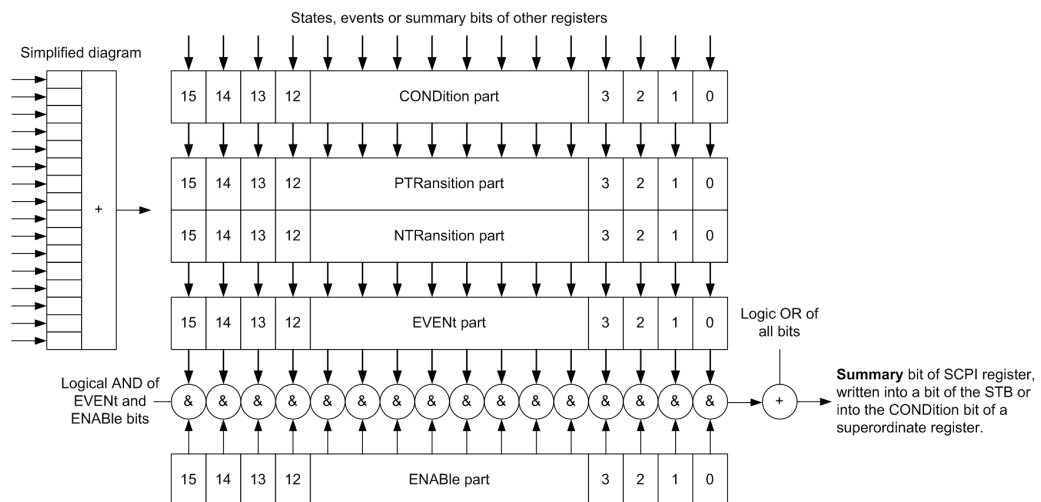 States, events or summary bits of other registers
Simplified diagram
15 14 13 12 CONDition part 3 2 1 0
15 14 13 12 PTRansition part 3 2 1 0
+
15 14 13 12 NTRansition part 3 2 1 0
15 14 13 12 EVENt part 3 2 1 0
Logic OR of
all bits
Logical AND of
EVENt and
ENABle bits
& & & & & & & & & & & & & & & &
+
Summary bit of SCPI register,
written into a bit of the STB or
into the CONDition bit of a
superordinate register.
15 14 13 12 ENABle part 3 2 1 0